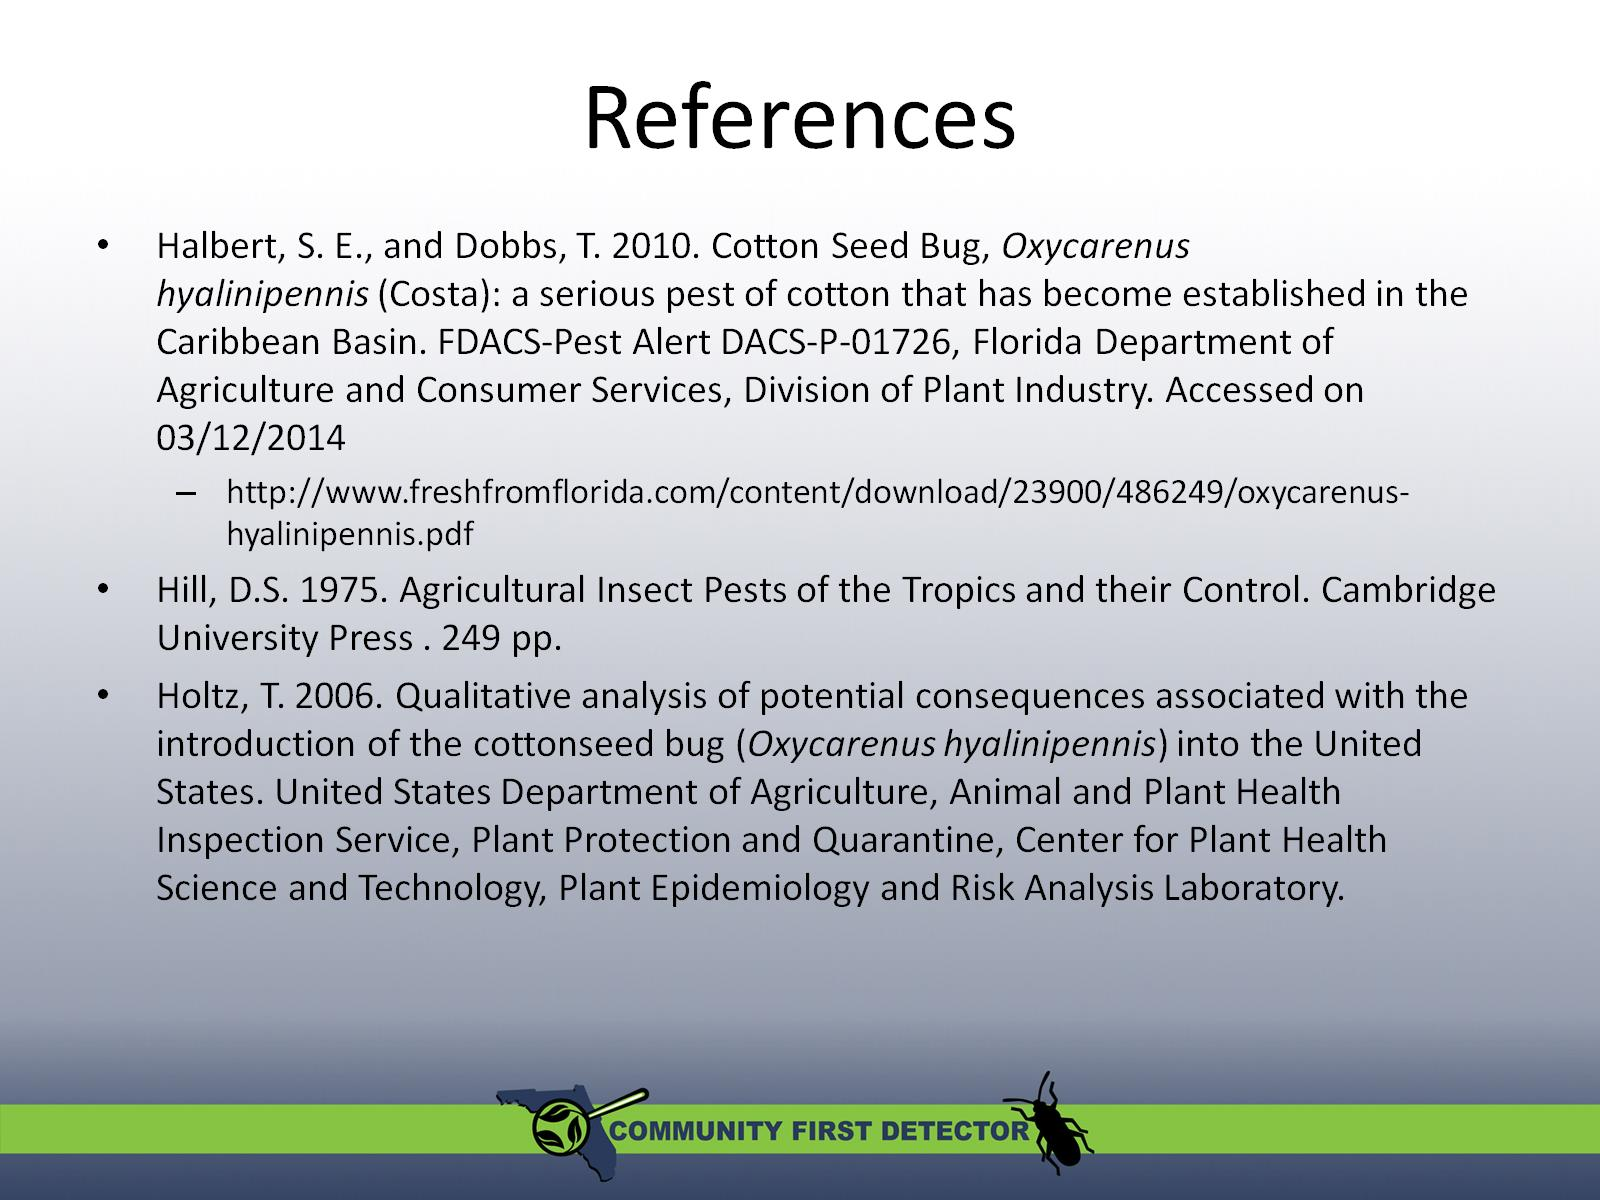 References
• Halbert, S. E., and Dobbs, T. 2010. Cotton Seed Bug, Oxycarenus
hyalinipennis (Costa): a serious pest of cotton that has become established in the
Caribbean Basin. FDACS-Pest Alert DACS-P-01726, Florida Department of
Agriculture and Consumer Services, Division of Plant Industry. Accessed on
03/12/2014
– http://www.freshfromflorida.com/content/download/23900/486249/oxycarenus-
hyalinipennis.pdf
• Hill, D.S. 1975. Agricultural Insect Pests of the Tropics and their Control. Cambridge
University Press . 249 pp.
• Holtz, T. 2006. Qualitative analysis of potential consequences associated with the
introduction of the cottonseed bug (Oxycarenus hyalinipennis) into the United
States. United States Department of Agriculture, Animal and Plant Health
Inspection Service, Plant Protection and Quarantine, Center for Plant Health
Science and Technology, Plant Epidemiology and Risk Analysis Laboratory.
COMMUNITY FIRST DETECTOR